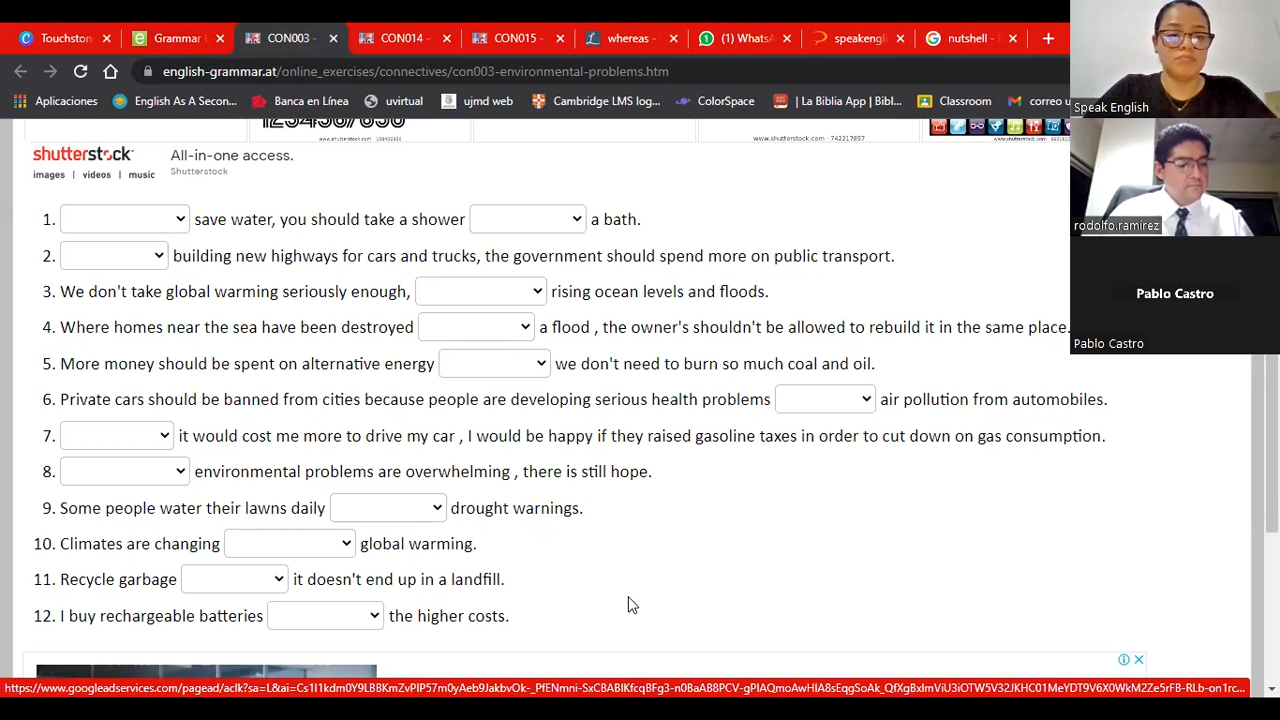 Touchston
Grammar
CON003 -
CON014 -
CON015 -
whereas -
(1) WhatsA
speakengli
nutshell -
english-grammar.at/online_exercises/connectives/con003-environmental-problems.htm
Aplicaciones
English As A Secon...
Banca en Línea
uvirtual
ujmd web
Cambridge LMS log...
ColorSpace
| La Biblia App | Bibl...
Classroom
correo u
Speak English
1234567890
www.shutterstock.com · 742217857
shutterstock
images | videos | music
All-in-one access.
Shutterstock
rodolfo.ramirez
Pablo Castro
Pablo Castro
1. save water, you should take a shower a bath.
2. building new highways for cars and trucks, the government should spend more on public transport.
3. We don't take global warming seriously enough, rising ocean levels and floods.
4. Where homes near the sea have been destroyed a flood , the owner's shouldn't be allowed to rebuild it in the same place.
5. More money should be spent on alternative energy we don't need to burn so much coal and oil.
6. Private cars should be banned from cities because people are developing serious health problems air pollution from automobiles.
7. it would cost me more to drive my car , I would be happy if they raised gasoline taxes in order to cut down on gas consumption.
8. environmental problems are overwhelming , there is still hope.
9. Some people water their lawns daily drought warnings.
10. Climates are changing global warming.
11. Recycle garbage it doesn't end up in a landfill.
12. I buy rechargeable batteries the higher costs.